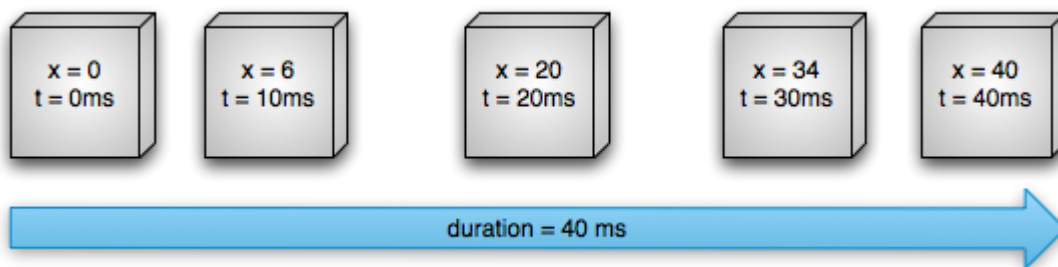 x = 0
t = 0ms
x = 6
t = 10ms
x = 20
t = 20ms
x = 34
t = 30ms
x = 40
t = 40ms
duration = 40 ms